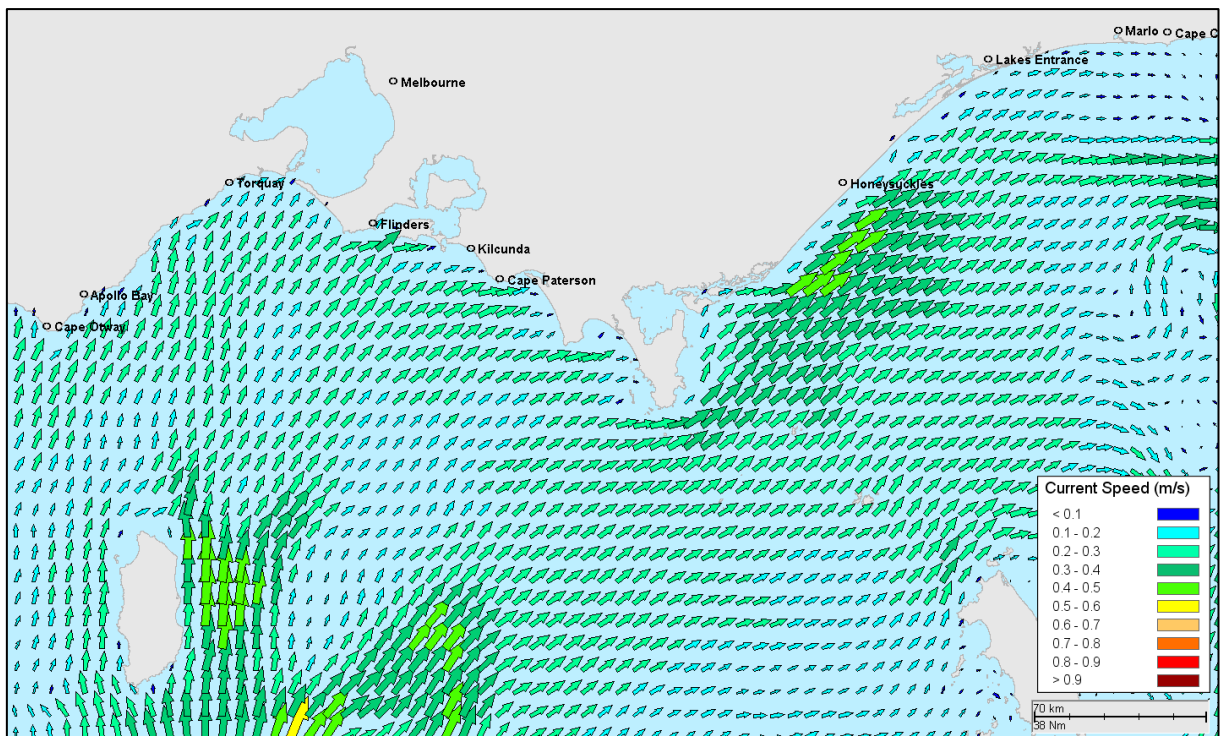 Marlo
Cape C
Lakes Entrance
Melbourne
Torquay
Honeysuckles
Flinders
Kilcunda
Cape Paterson
Apollo Bay
Cape Otway
Current Speed (m/s)
< 0.1
0.1 - 0.2
0.2 - 0.3
0.3 - 0.4
0.4 - 0.5
0.5 - 0.6
0.6 - 0.7
0.7 - 0.8
0.8 - 0.9
> 0.9
70 km
38 Nm